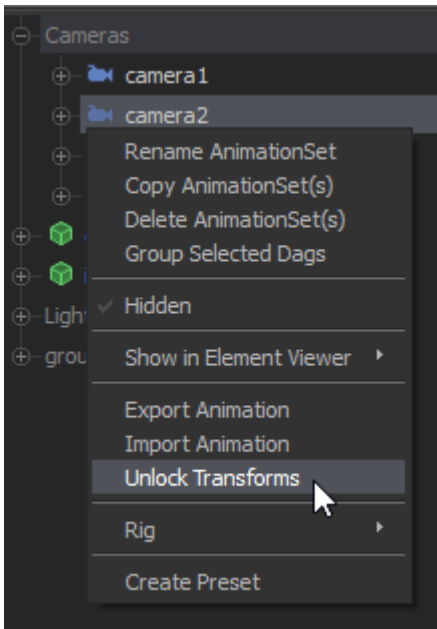 Cameras
camera1
camera2
Rename AnimationSet
Copy AnimationSet(s)
Delete AnimationSet(s)
Group Selected Dags
Hidden
Show in Element Viewer
Export Animation
Import Animation
Unlock Transforms
Rig
Create Preset